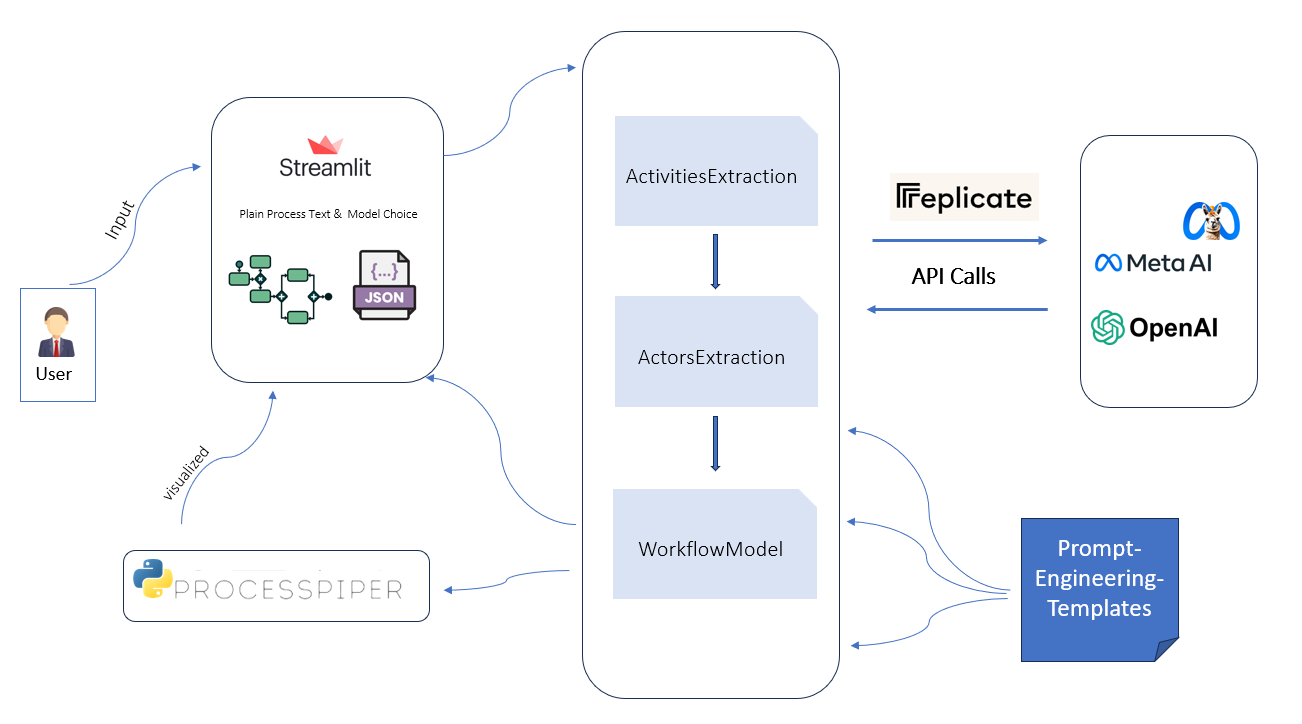 Input
User
Streamlit
Plain Process Text & Model Choice
{...}
JSON
visualized
PROCESSPIPER
ActivitiesExtraction
ActorsExtraction
WorkflowModel
replicate
API Calls
Meta AI
OpenAI
Prompt-
Engineering-
Templates